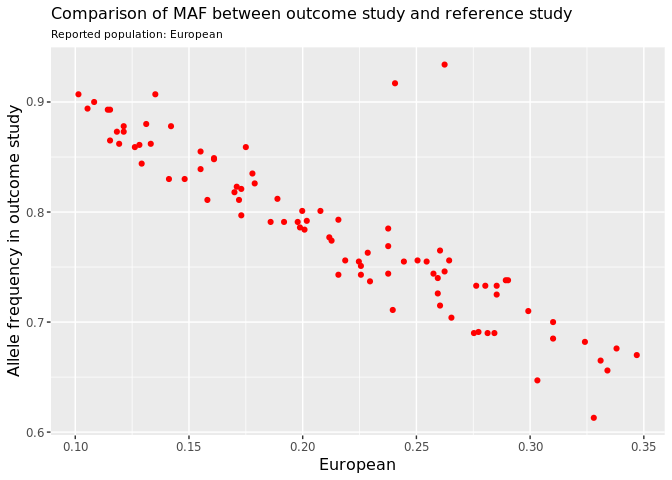 Comparison of MAF between outcome study and reference study
Reported population: European
Allele frequency in outcome study
0.9
0.8
0.7
0.6
0.10 0.15 0.20 0.25 0.30 0.35
European